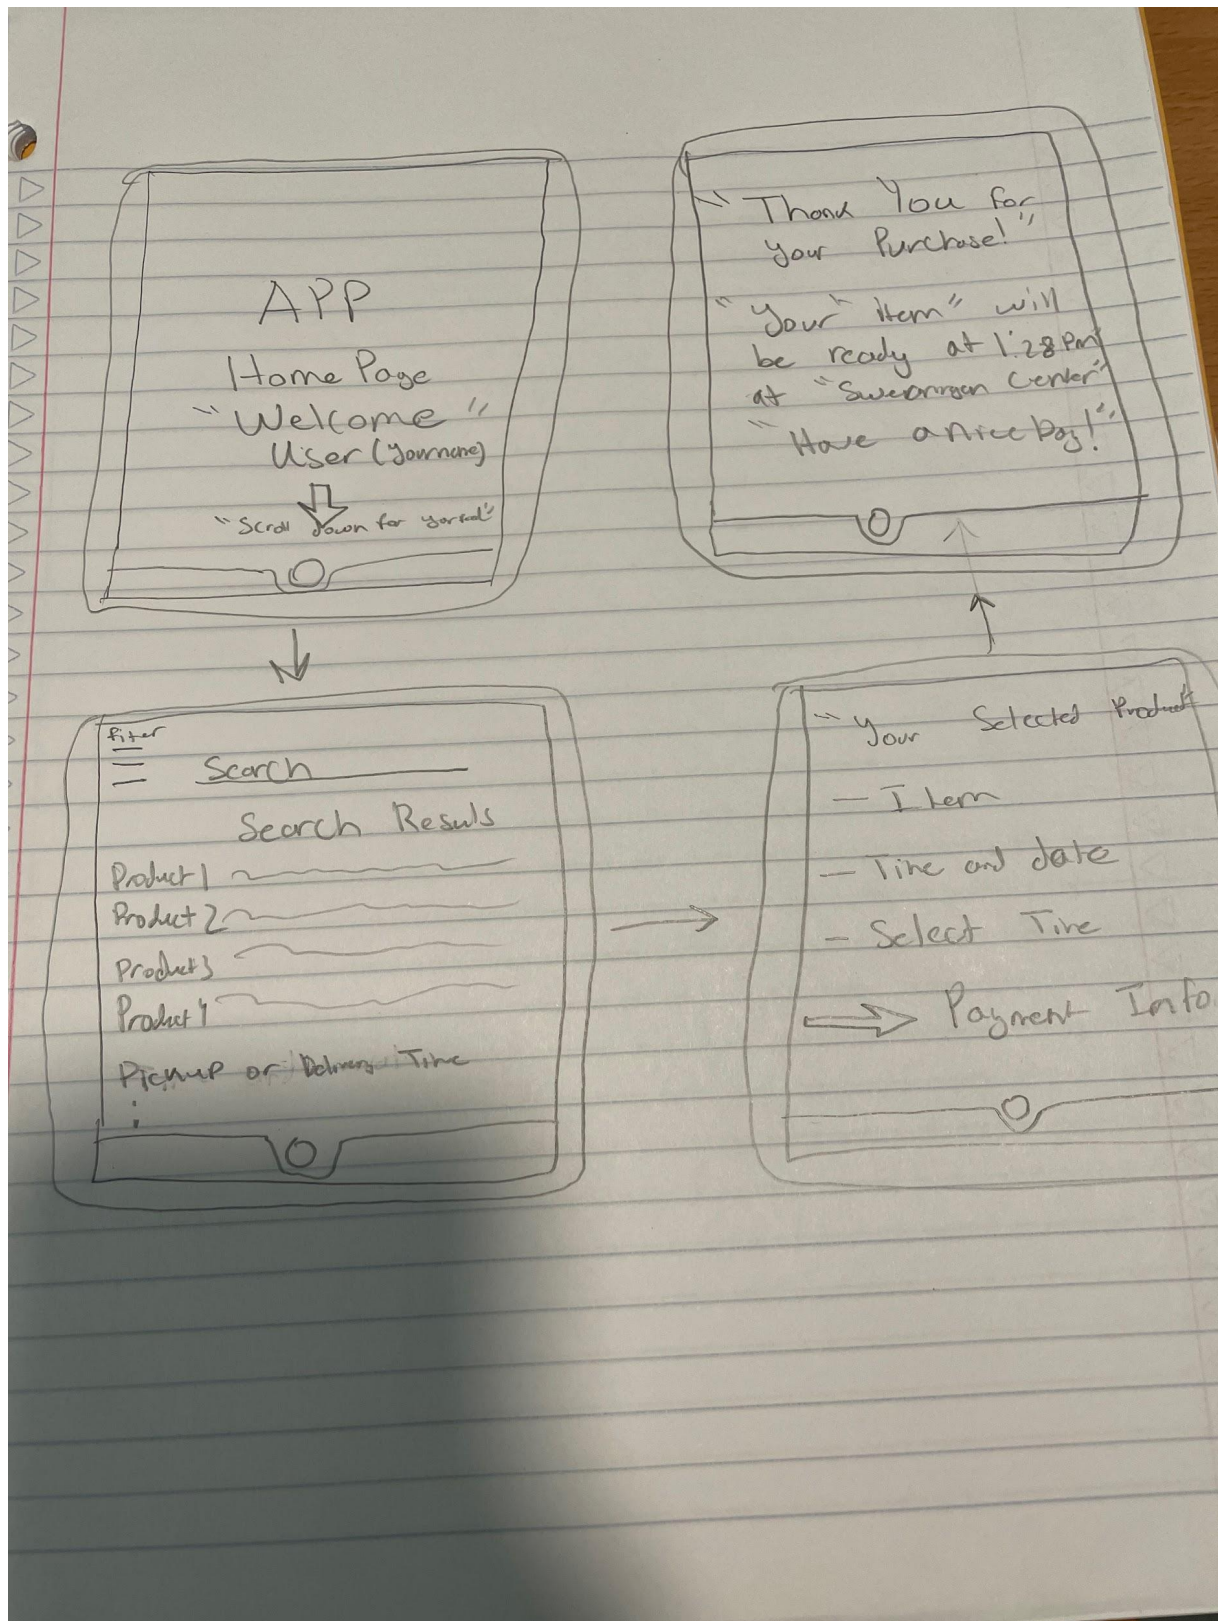 APP
Home Page
"Welcome"
User (Yourname)
"Scroll Down for your food"
filter
Search
Search Resuls
Product 1
Product 2
Product 3
Product 4
Pickup or Delivery Time
"Your Selected Product
- Item
- Time and date
- Select Time
Payment Info
"Thank You for
your Purchase!"
"Your "item" will
be ready at 1:28 Pm
at "Swearingen Center"
"Have a nice Day!"